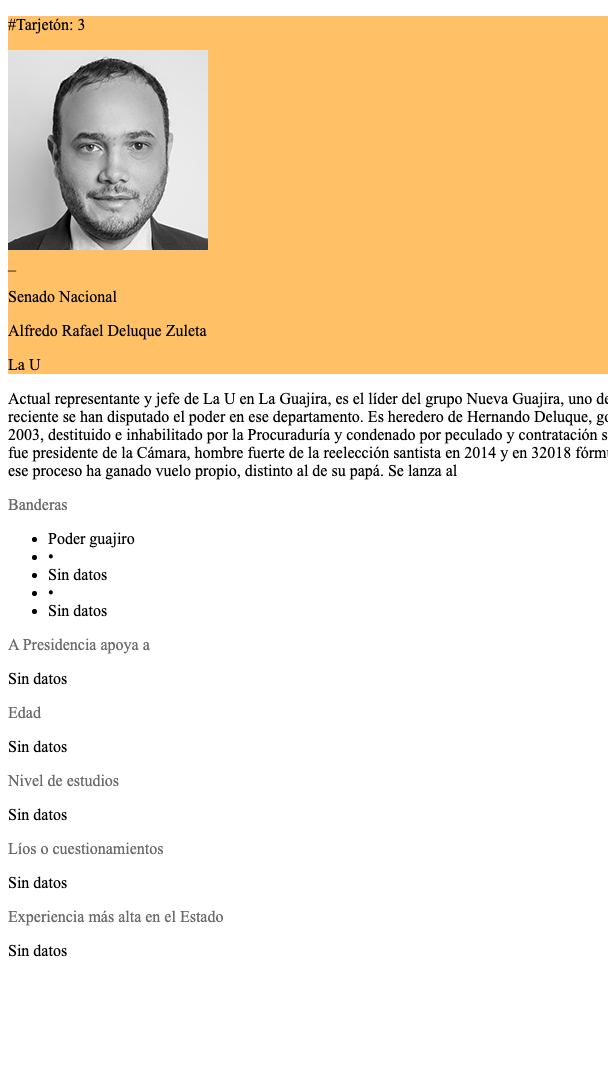 #Tarjetón: 3
_
Senado Nacional
Alfredo Rafael Deluque Zuleta
La U
Actual representante y jefe de La U en La Guajira, es el líder del grupo Nueva Guajira, uno de
reciente se han disputado el poder en ese departamento. Es heredero de Hernando Deluque, go
2003, destituido e inhabilitado por la Procuraduría y condenado por peculado y contratación s
fue presidente de la Cámara, hombre fuerte de la reelección santista en 2014 y en 32018 fórmu
ese proceso ha ganado vuelo propio, distinto al de su papá. Se lanza al
Banderas
• Poder guajiro
• •
• Sin datos
• •
• Sin datos
A Presidencia apoya a
Sin datos
Edad
Sin datos
Nivel de estudios
Sin datos
Líos o cuestionamientos
Sin datos
Experiencia más alta en el Estado
Sin datos